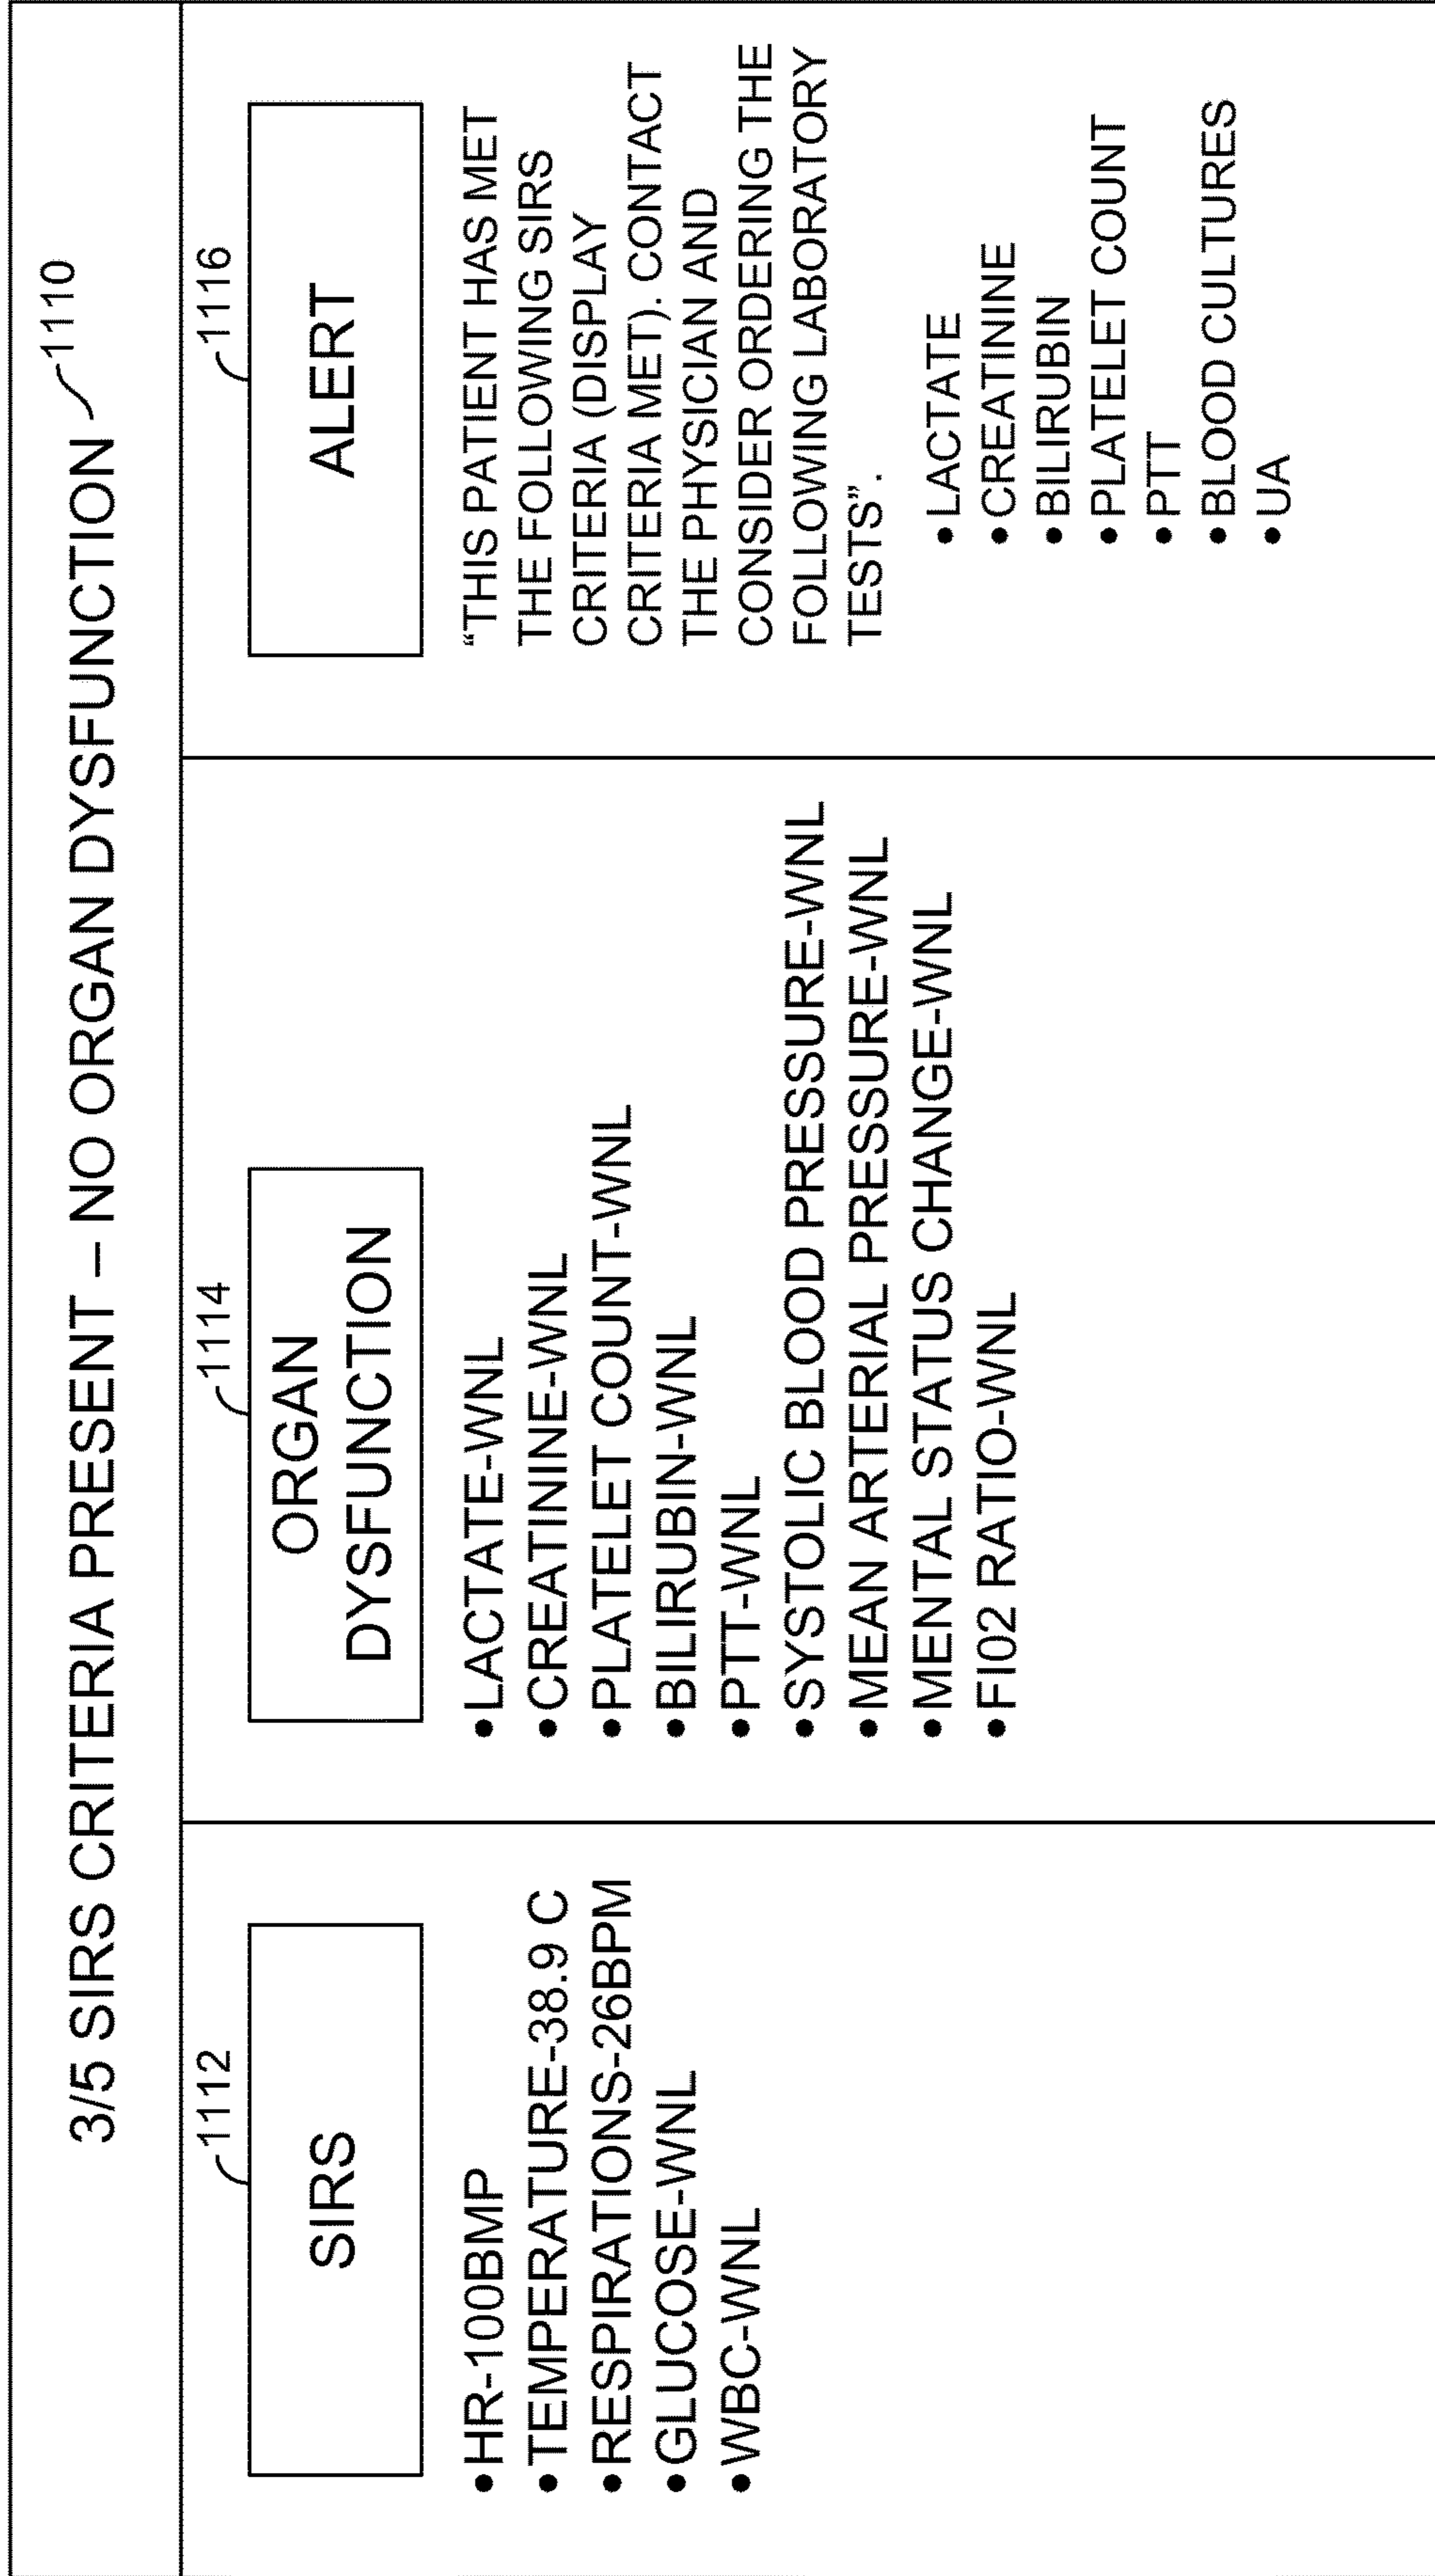 3/5 SIRS CRITERIA PRESENT – NO ORGAN DYSFUNCTION
1110
1112
SIRS
•HR-100BMP
•TEMPERATURE-38.9 C
•RESPIRATIONS-26BPM
•GLUCOSE-WNL
•WBC-WNL
1114
ORGAN
DYSFUNCTION
•LACTATE-WNL
•CREATININE-WNL
•PLATELET COUNT-WNL
•BILIRUBIN-WNL
•PTT-WNL
•SYSTOLIC BLOOD PRESSURE-WNL
•MEAN ARTERIAL PRESSURE-WNL
•MENTAL STATUS CHANGE-WNL
•FI02 RATIO-WNL
1116
ALERT
“THIS PATIENT HAS MET
THE FOLLOWING SIRS
CRITERIA (DISPLAY
CRITERIA MET). CONTACT
THE PHYSICIAN AND
CONSIDER ORDERING THE
FOLLOWING LABORATORY
TESTS”.
•LACTATE
•CREATININE
•BILIRUBIN
•PLATELET COUNT
•PTT
•BLOOD CULTURES
•UA